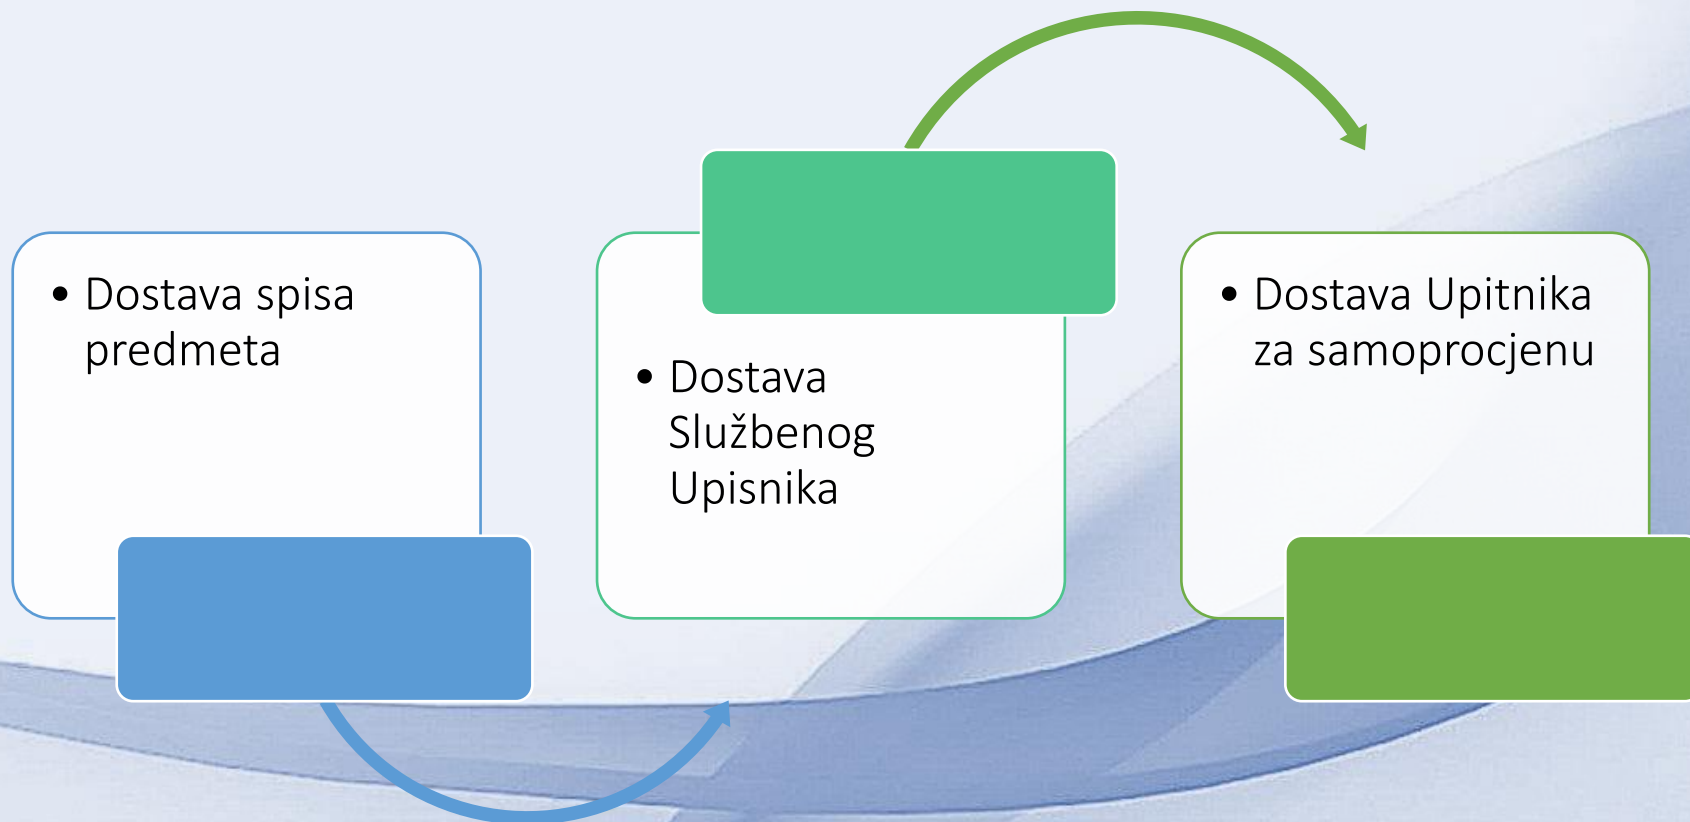 • Dostava spisa
predmeta
• Dostava
Službenog
Upisnika
• Dostava Upitnika
za samoprocjenu